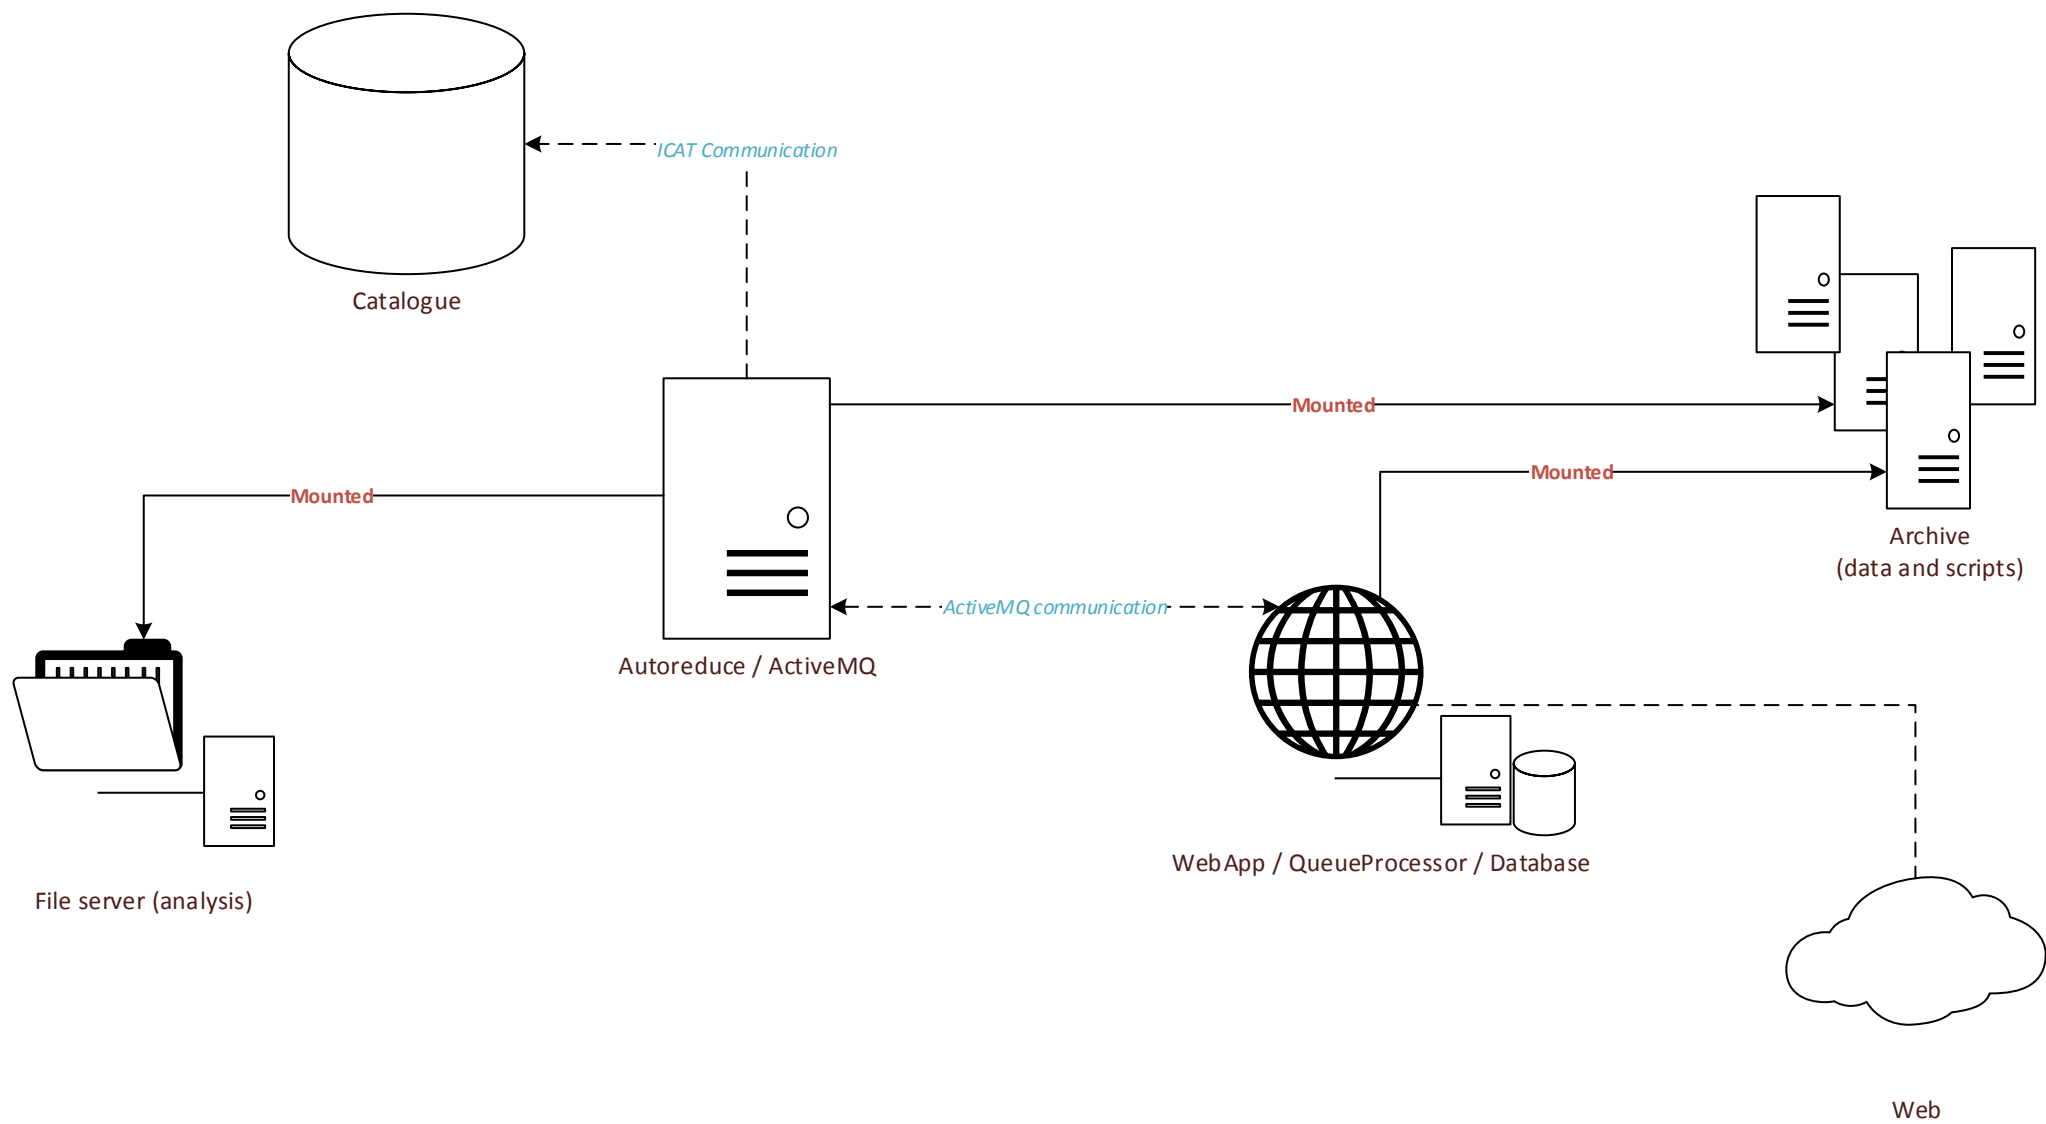 ICAT Communication
Catalogue
Mounted
Mounted
Mounted
Archive
(data and scripts)
ActiveMQ communication
Autoreduce / ActiveMQ
WebApp / QueueProcessor / Database
File server (analysis)
Web